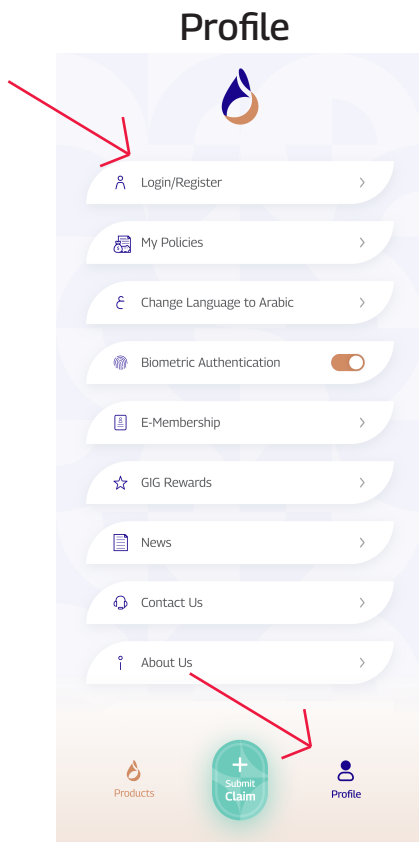 Profile
Login/Register
My Policies
Change Language to Arabic
Biometric Authentication
E-Membership
GIG Rewards
News
Contact Us
About Us
Products
Submit
Claim
Profile